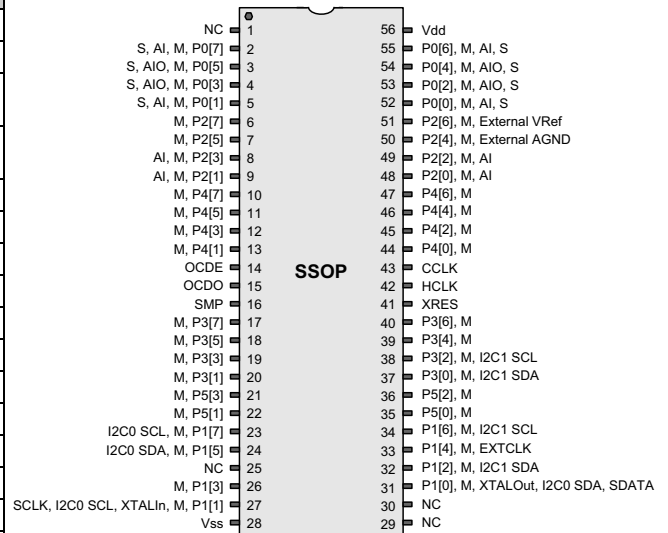 NC 1 56 Vdd
S, AI, M, P0[7] 2 55 P0[6], M, AI, S
S, AIO, M, P0[5] 3 54 P0[4], M, AIO, S
S, AIO, M, P0[3] 4 53 P0[2], M, AIO, S
S, AI, M, P0[1] 5 52 P0[0], M, AI, S
M, P2[7] 6 51 P2[6], M, External VRef
M, P2[5] 7 50 P2[4], M, External AGND
AI, M, P2[3] 8 49 P2[2], M, AI
AI, M, P2[1] 9 48 P2[0], M, AI
M, P4[7] 10 47 P4[6], M
M, P4[5] 11 46 P4[4], M
M, P4[3] 12 45 P4[2], M
M, P4[1] 13 44 P4[0], M
OCDE 14 SSOP 43 CCLK
OCDO 15 42 HCLK
SMP 16 41 XRES
M, P3[7] 17 40 P3[6], M
M, P3[5] 18 39 P3[4], M
M, P3[3] 19 38 P3[2], M, I2C1 SCL
M, P3[1] 20 37 P3[0], M, I2C1 SDA
M, P5[3] 21 36 P5[2], M
M, P5[1] 22 35 P5[0], M
I2C0 SCL, M, P1[7] 23 34 P1[6], M, I2C1 SCL
I2C0 SDA, M, P1[5] 24 33 P1[4], M, EXTCLK
NC 25 32 P1[2], M, I2C1 SDA
M, P1[3] 26 31 P1[0], M, XTALOut, I2C0 SDA, SDATA
SCLK, I2C0 SCL, XTALIn, M, P1[1] 27 30 NC
Vss 28 29 NC